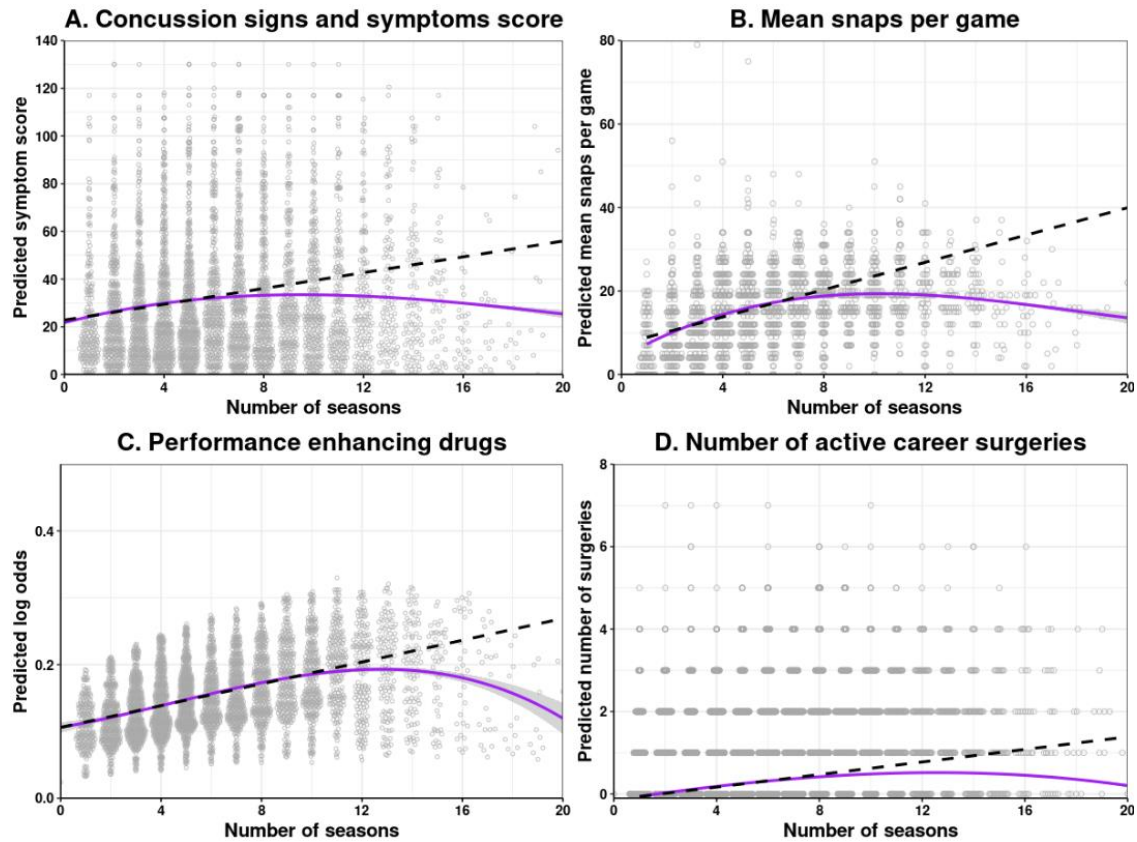 A. Concussion signs and symptoms score
140
120
100
80
60
40
20
0
Predicted symptom score
0 4 8 12 16 20
Number of seasons
B. Mean snaps per game
80
60
40
20
0
Predicted mean snaps per game
0 4 8 12 16 20
Number of seasons
C. Performance enhancing drugs
0.4
0.2
0.0
Predicted log odds
0 4 8 12 16 20
Number of seasons
D. Number of active career surgeries
8
6
4
2
0
Predicted number of surgeries
0 4 8 12 16 20
Number of seasons